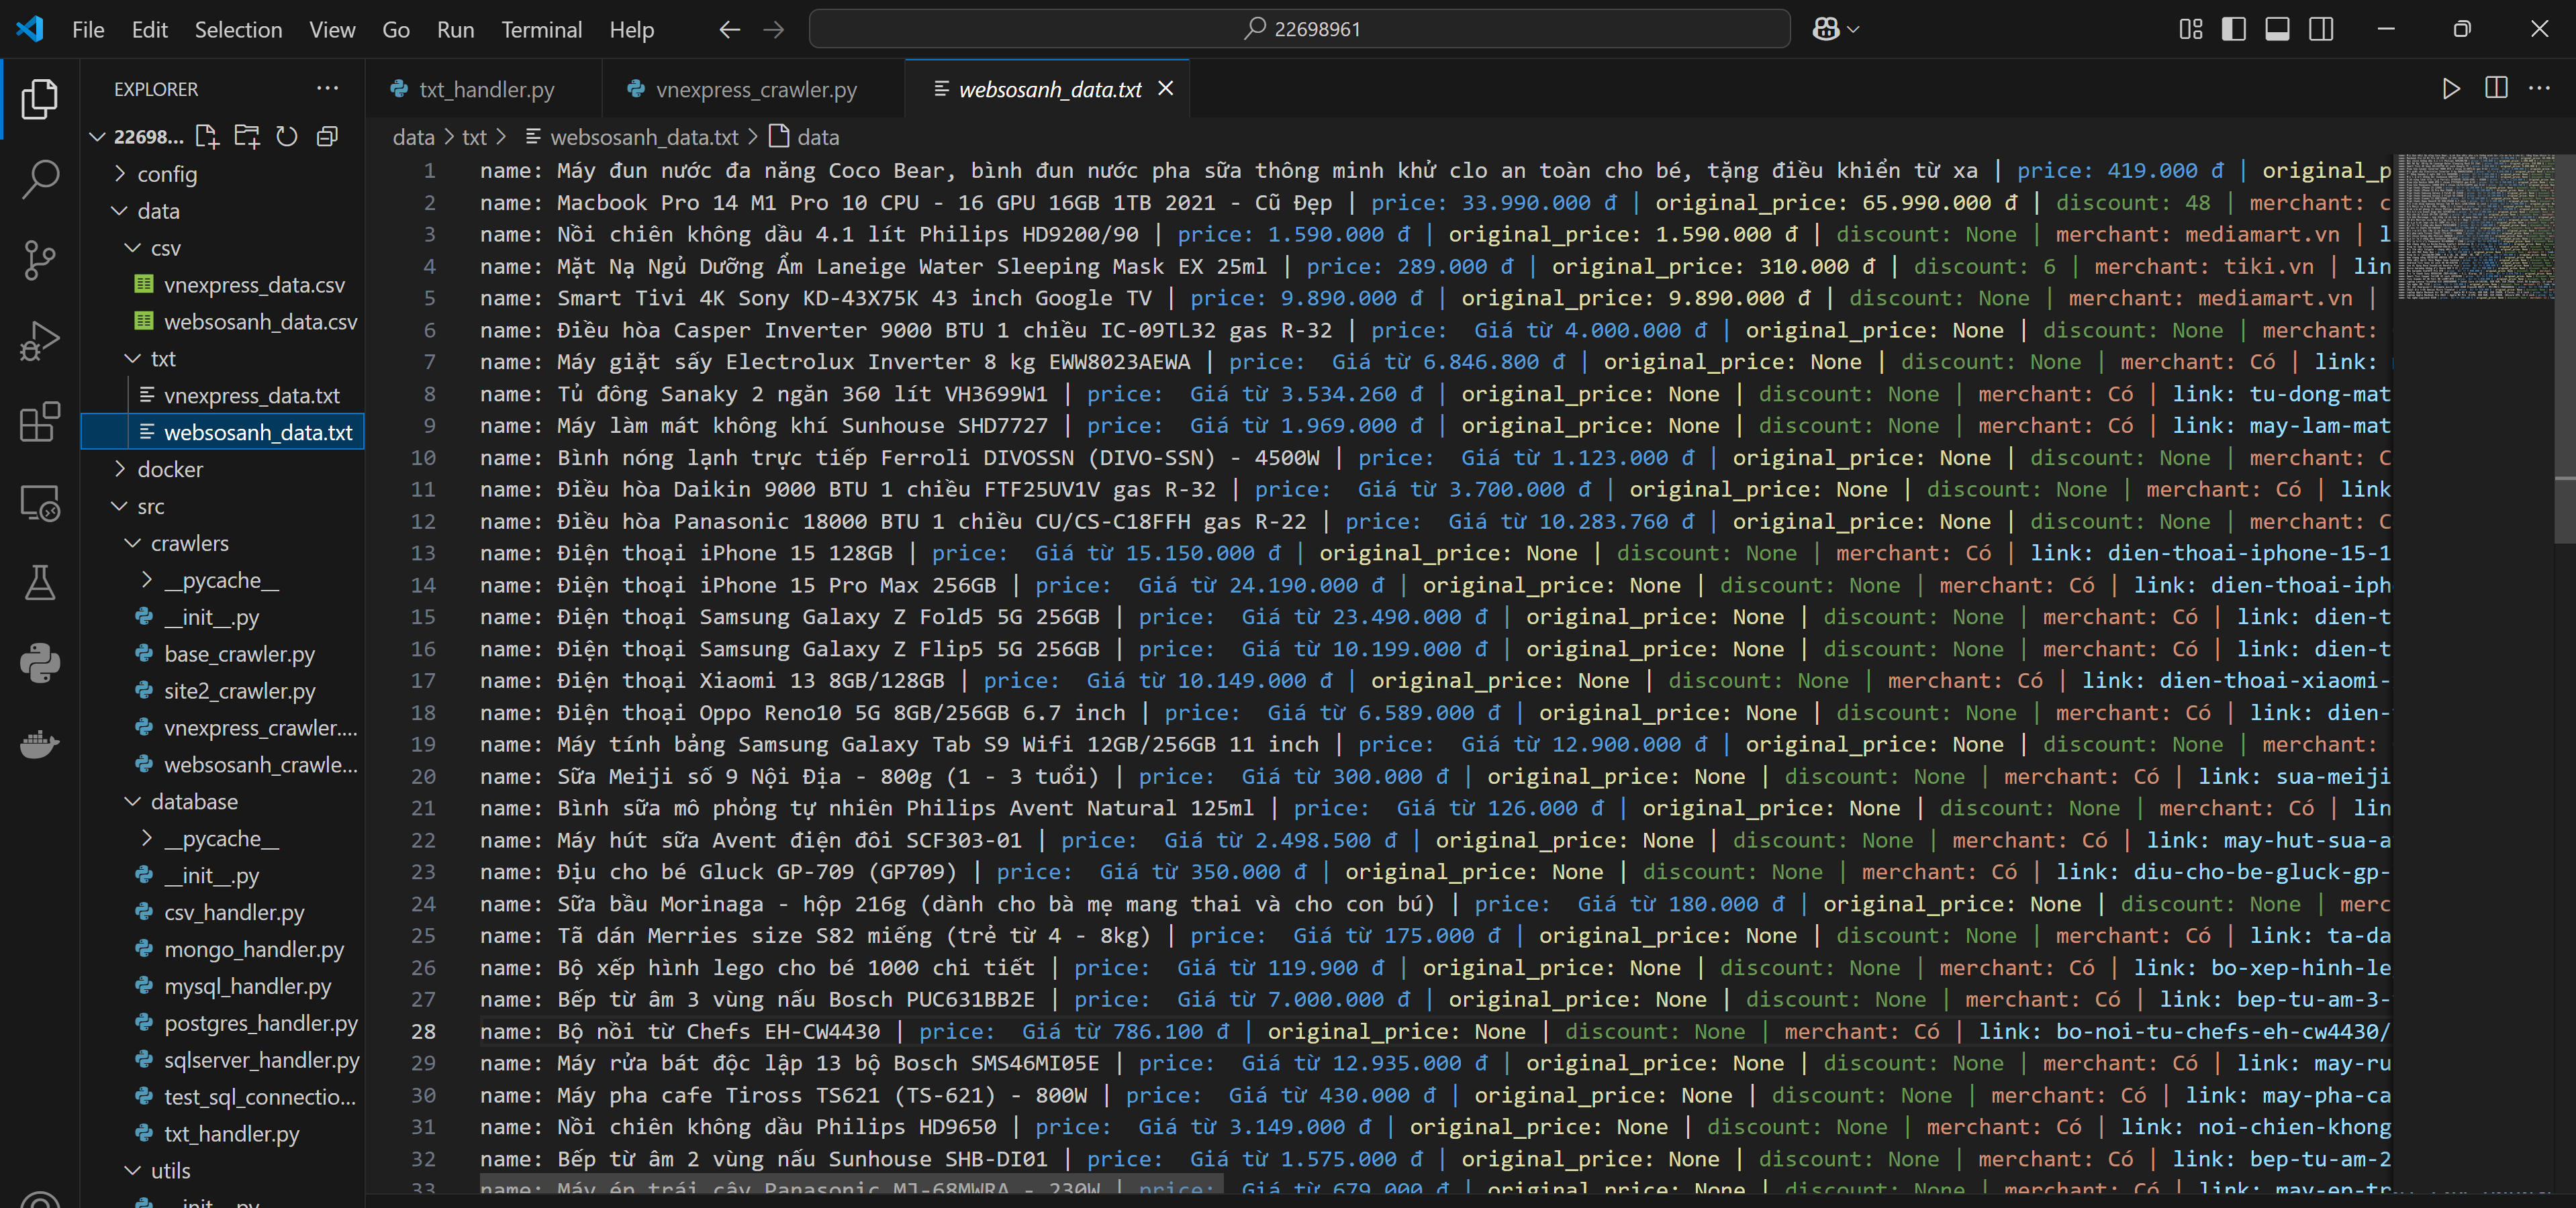 File Edit Selection View Go Run Terminal Help
22698961
EXPLORER
22698...
config
data
csv
vnexpress_data.csv
websosanh_data.csv
txt
vnexpress_data.txt
websosanh_data.txt
docker
src
crawlers
__pycache__
__init__.py
base_crawler.py
site2_crawler.py
vnexpress_crawler....
websosanh_crawle...
database
__pycache__
__init__.py
csv_handler.py
mongo_handler.py
mysql_handler.py
postgres_handler.py
sqlserver_handler.py
test_sql_connectio...
txt_handler.py
utils
__init__.py
txt_handler.py vnexpress_crawler.py websosanh_data.txt
data > txt > websosanh_data.txt > data
1 name: Máy đun nước đa năng Coco Bear, bình đun nước pha sữa thông minh khử clo an toàn cho bé, tặng điều khiển từ xa | price: 419.000 đ | original_p
2 name: Macbook Pro 14 M1 Pro 10 CPU - 16 GPU 16GB 1TB 2021 - Cũ Đẹp | price: 33.990.000 đ | original_price: 65.990.000 đ | discount: 48 | merchant: c
3 name: Nồi chiên không dầu 4.1 lít Philips HD9200/90 | price: 1.590.000 đ | original_price: 1.590.000 đ | discount: None | merchant: mediamart.vn | l
4 name: Mặt Nạ Ngủ Dưỡng Ẩm Laneige Water Sleeping Mask EX 25ml | price: 289.000 đ | original_price: 310.000 đ | discount: 6 | merchant: tiki.vn | lin
5 name: Smart Tivi 4K Sony KD-43X75K 43 inch Google TV | price: 9.890.000 đ | original_price: 9.890.000 đ | discount: None | merchant: mediamart.vn |
6 name: Điều hòa Casper Inverter 9000 BTU 1 chiều IC-09TL32 gas R-32 | price:  Giá từ 4.000.000 đ | original_price: None | discount: None | merchant:
7 name: Máy giặt sấy Electrolux Inverter 8 kg EWW8023AEWA | price:  Giá từ 6.846.800 đ | original_price: None | discount: None | merchant: Có | link:
8 name: Tủ đông Sanaky 2 ngăn 360 lít VH3699W1 | price:  Giá từ 3.534.260 đ | original_price: None | discount: None | merchant: Có | link: tu-dong-mat
9 name: Máy làm mát không khí Sunhouse SHD7727 | price:  Giá từ 1.969.000 đ | original_price: None | discount: None | merchant: Có | link: may-lam-mat
10 name: Bình nóng lạnh trực tiếp Ferroli DIVOSSN (DIVO-SSN) - 4500W | price:  Giá từ 1.123.000 đ | original_price: None | discount: None | merchant: C
11 name: Điều hòa Daikin 9000 BTU 1 chiều FTF25UV1V gas R-32 | price:  Giá từ 3.700.000 đ | original_price: None | discount: None | merchant: Có | link
12 name: Điều hòa Panasonic 18000 BTU 1 chiều CU/CS-C18FFH gas R-22 | price:  Giá từ 10.283.760 đ | original_price: None | discount: None | merchant: C
13 name: Điện thoại iPhone 15 128GB | price:  Giá từ 15.150.000 đ | original_price: None | discount: None | merchant: Có | link: dien-thoai-iphone-15-1
14 name: Điện thoại iPhone 15 Pro Max 256GB | price:  Giá từ 24.190.000 đ | original_price: None | discount: None | merchant: Có | link: dien-thoai-iph
15 name: Điện thoại Samsung Galaxy Z Fold5 5G 256GB | price:  Giá từ 23.490.000 đ | original_price: None | discount: None | merchant: Có | link: dien-t
16 name: Điện thoại Samsung Galaxy Z Flip5 5G 256GB | price:  Giá từ 10.199.000 đ | original_price: None | discount: None | merchant: Có | link: dien-t
17 name: Điện thoại Xiaomi 13 8GB/128GB | price:  Giá từ 10.149.000 đ | original_price: None | discount: None | merchant: Có | link: dien-thoai-xiaomi-
18 name: Điện thoại Oppo Reno10 5G 8GB/256GB 6.7 inch | price:  Giá từ 6.589.000 đ | original_price: None | discount: None | merchant: Có | link: dien-
19 name: Máy tính bảng Samsung Galaxy Tab S9 Wifi 12GB/256GB 11 inch | price:  Giá từ 12.900.000 đ | original_price: None | discount: None | merchant:
20 name: Sữa Meiji số 9 Nội Địa - 800g (1 - 3 tuổi) | price:  Giá từ 300.000 đ | original_price: None | discount: None | merchant: Có | link: sua-meiji
21 name: Bình sữa mô phỏng tự nhiên Philips Avent Natural 125ml | price:  Giá từ 126.000 đ | original_price: None | discount: None | merchant: Có | lin
22 name: Máy hút sữa Avent điện đôi SCF303-01 | price:  Giá từ 2.498.500 đ | original_price: None | discount: None | merchant: Có | link: may-hut-sua-a
23 name: Địu cho bé Gluck GP-709 (GP709) | price:  Giá từ 350.000 đ | original_price: None | discount: None | merchant: Có | link: diu-cho-be-gluck-gp-
24 name: Sữa bầu Morinaga - hộp 216g (dành cho bà mẹ mang thai và cho con bú) | price:  Giá từ 180.000 đ | original_price: None | discount: None | merc
25 name: Tã dán Merries size S82 miếng (trẻ từ 4 - 8kg) | price:  Giá từ 175.000 đ | original_price: None | discount: None | merchant: Có | link: ta-da
26 name: Bộ xếp hình lego cho bé 1000 chi tiết | price:  Giá từ 119.900 đ | original_price: None | discount: None | merchant: Có | link: bo-xep-hinh-le
27 name: Bếp từ âm 3 vùng nấu Bosch PUC631BB2E | price:  Giá từ 7.000.000 đ | original_price: None | discount: None | merchant: Có | link: bep-tu-am-3-
28 name: Bộ nồi từ Chefs EH-CW4430 | price:  Giá từ 786.100 đ | original_price: None | discount: None | merchant: Có | link: bo-noi-tu-chefs-eh-cw4430/
29 name: Máy rửa bát độc lập 13 bộ Bosch SMS46MI05E | price:  Giá từ 12.935.000 đ | original_price: None | discount: None | merchant: Có | link: may-ru
30 name: Máy pha cafe Tiross TS621 (TS-621) - 800W | price:  Giá từ 430.000 đ | original_price: None | discount: None | merchant: Có | link: may-pha-ca
31 name: Nồi chiên không dầu Philips HD9650 | price:  Giá từ 3.149.000 đ | original_price: None | discount: None | merchant: Có | link: noi-chien-khong
32 name: Bếp từ âm 2 vùng nấu Sunhouse SHB-DI01 | price:  Giá từ 1.575.000 đ | original_price: None | discount: None | merchant: Có | link: bep-tu-am-2
33 name: Máy ép trái cây Panasonic MJ-68MWRA - 230W | price:  Giá từ 679.000 đ | original_price: None | discount: None | merchant: Có | link: may-ep-tr